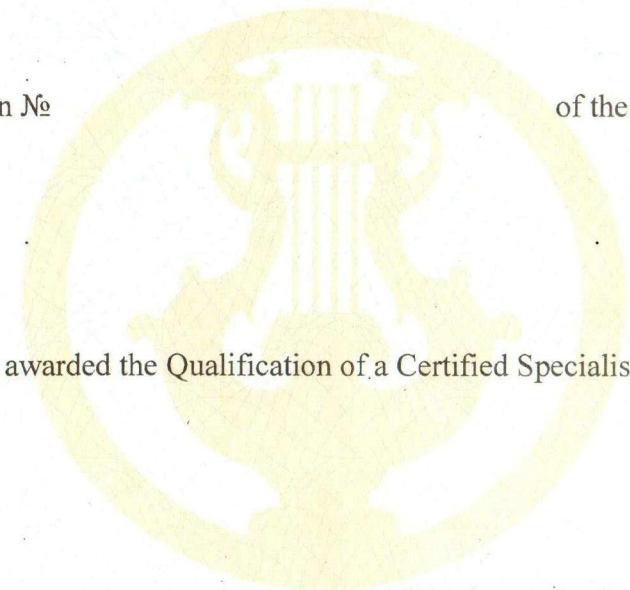 n № of the
awarded the Qualification of a Certified Specialis